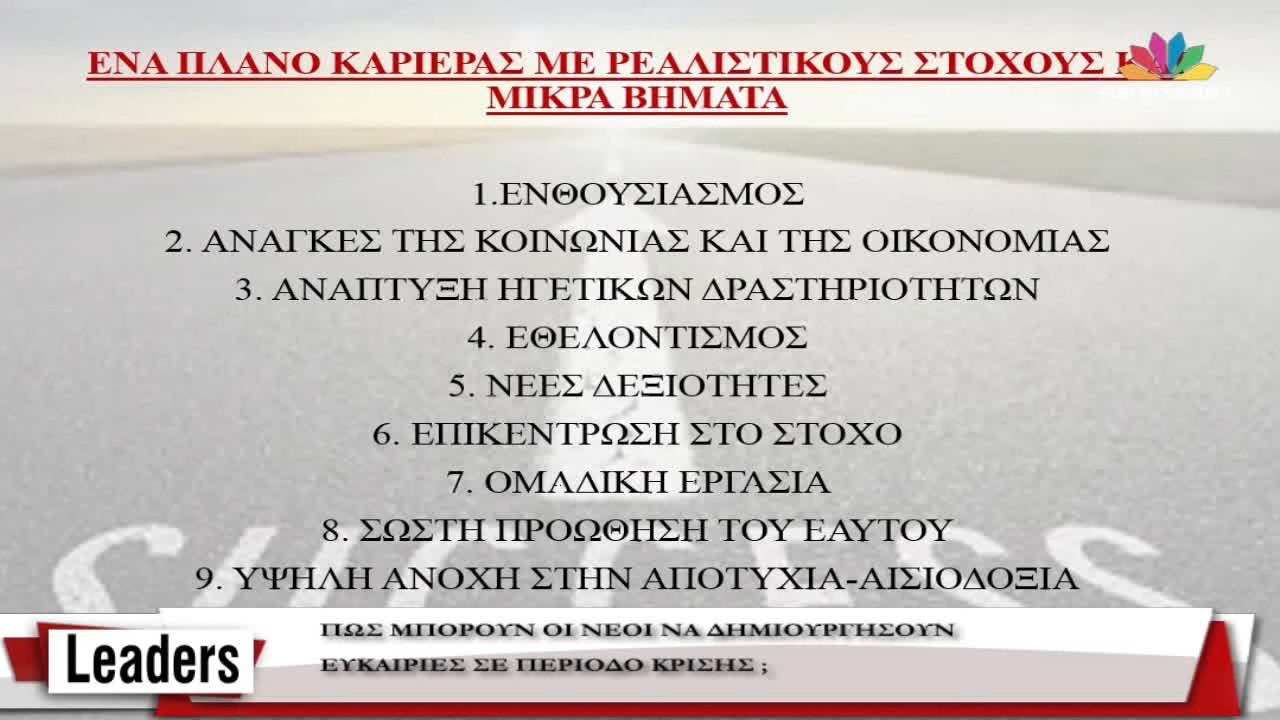 ΕΝΑ ΠΛΑΝΟ ΚΑΡΙΕΡΑΣ ΜΕ ΡΕΑΛΙΣΤΙΚΟΥΣ ΣΤΟΧΟΥΣ
ΜΙΚΡΑ ΒΗΜΑΤΑ
1.ΕΝΘΟΥΣΙΑΣΜΟΣ
2. ΑΝΑΓΚΕΣ ΤΗΣ ΚΟΙΝΩΝΙΑΣ ΚΑΙ ΤΗΣ ΟΙΚΟΝΟΜΙΑΣ
3. ΑΝΑΠΤΥΞΗ ΗΓΕΤΙΚΩΝ ΔΡΑΣΤΗΡΙΟΤΗΤΩΝ
4. ΕΘΕΛΟΝΤΙΣΜΟΣ
5. ΝΕΕΣ ΔΕΞΙΟΤΗΤΕΣ
6. ΕΠΙΚΕΝΤΡΩΣΗ ΣΤΟ ΣΤΟΧΟ
7. ΟΜΑΔΙΚΗ ΕΡΓΑΣΙΑ
8. ΣΩΣΤΗ ΠΡΟΩΘΗΣΗ ΤΟΥ ΕΑΥΤΟΥ
9. ΥΨΗΛΗ ΑΝΟΧΗ ΣΤΗΝ ΑΠΟΤΥΧΙΑ-ΑΙΣΙΟΔΟΞΙΑ
SUCCESS
Leaders
ΠΩΣ ΜΠΟΡΟΥΝ ΟΙ ΝΕΟΙ ΝΑ ΔΗΜΙΟΥΡΓΗΣΟΥΝ
ΕΥΚΑΙΡΙΕΣ ΣΕ ΠΕΡΙΟΔΟ ΚΡΙΣΗΣ ;